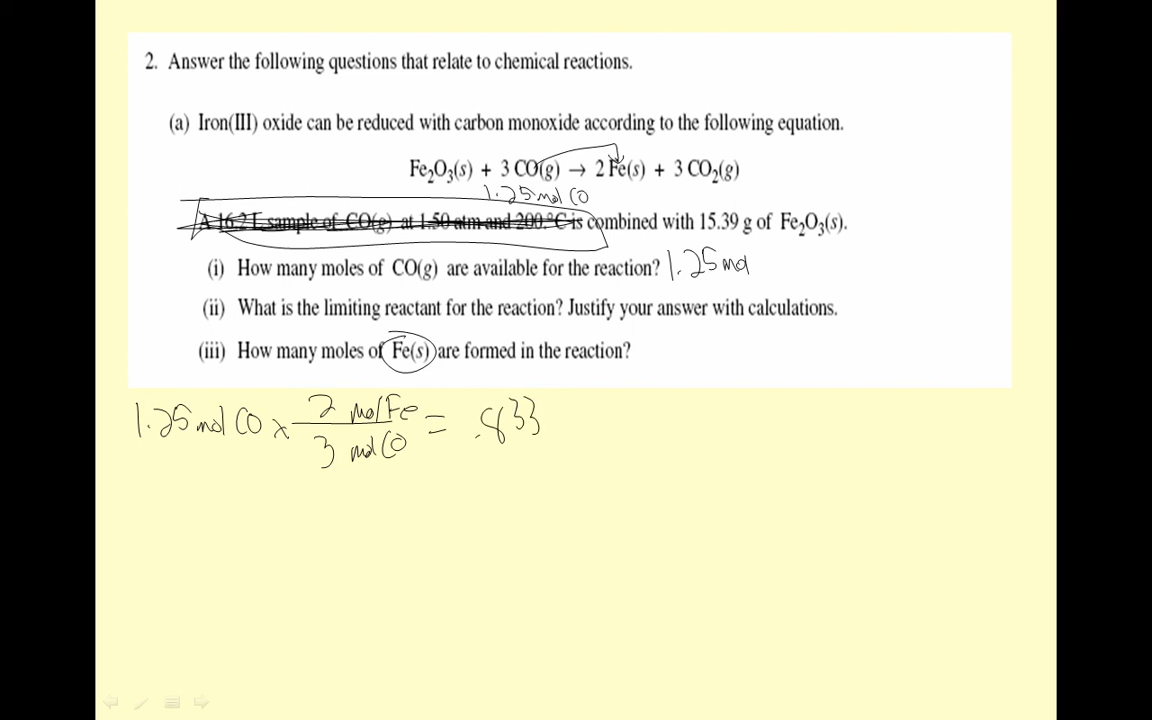 2. Answer the following questions that relate to chemical reactions.
(a) Iron(III) oxide can be reduced with carbon monoxide according to the following equation.
Fe₂O₃(s) + 3 CO(g) → 2 Fe(s) + 3 CO₂(g)
1.25 mol CO
A 16.2 L sample of CO(g) at 1.50 atm and 200.°C is combined with 15.39 g of Fe₂O₃(s).
(i) How many moles of CO(g) are available for the reaction? 1.25 mol
(ii) What is the limiting reactant for the reaction? Justify your answer with calculations.
(iii) How many moles of Fe(s) are formed in the reaction?
1.25 mol CO × 2 mol Fe / 3 mol CO = .833